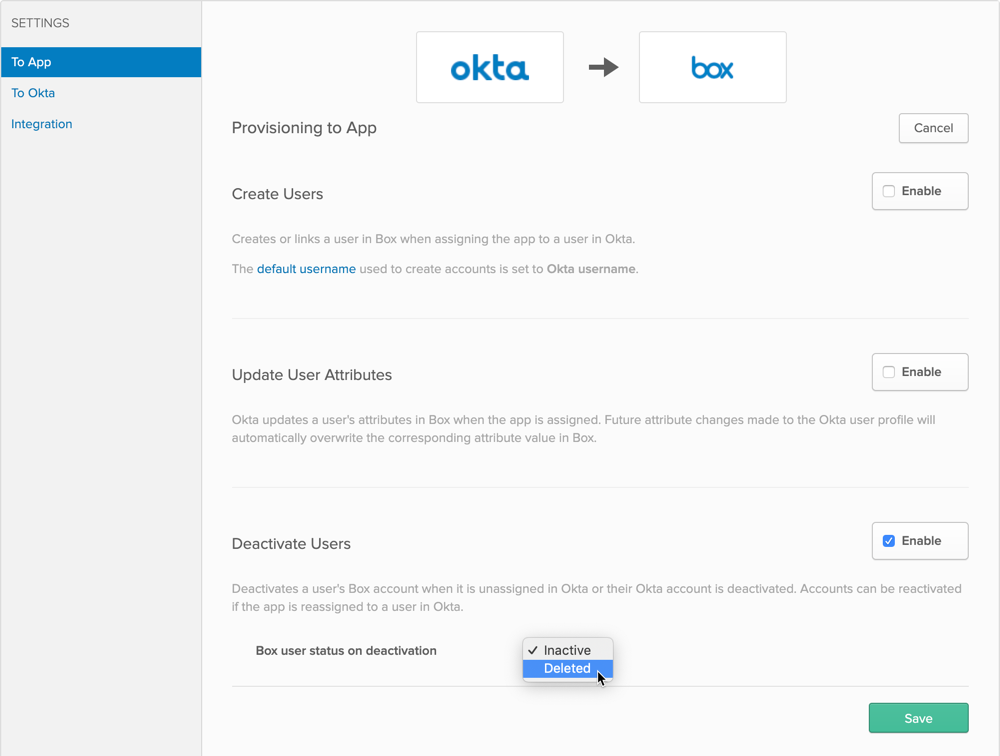 SETTINGS
To App
To Okta
Integration
okta
box
Provisioning to App
Cancel
Create Users
Enable
Creates or links a user in Box when assigning the app to a user in Okta.
The default username used to create accounts is set to Okta username.
Update User Attributes
Enable
Okta updates a user's attributes in Box when the app is assigned. Future attribute changes made to the Okta user profile will
automatically overwrite the corresponding attribute value in Box.
Deactivate Users
Enable
Deactivates a user's Box account when it is unassigned in Okta or their Okta account is deactivated. Accounts can be reactivated
if the app is reassigned to a user in Okta.
Box user status on deactivation
Inactive
Deleted
Save